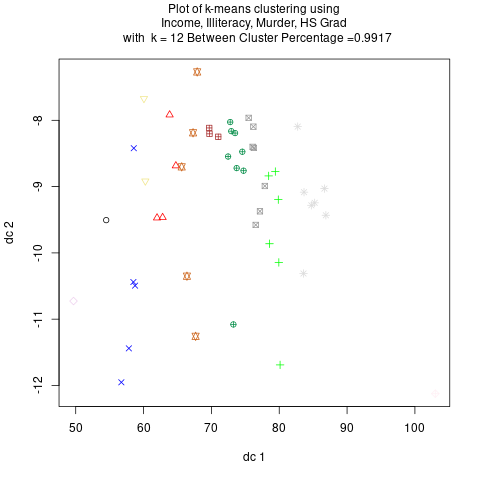 Plot of k-means clustering using
Income, Illiteracy, Murder, HS Grad
with k = 12 Between Cluster Percentage =0.9917
-8
-9
-10
-11
-12
dc 2
50 60 70 80 90 100
dc 1